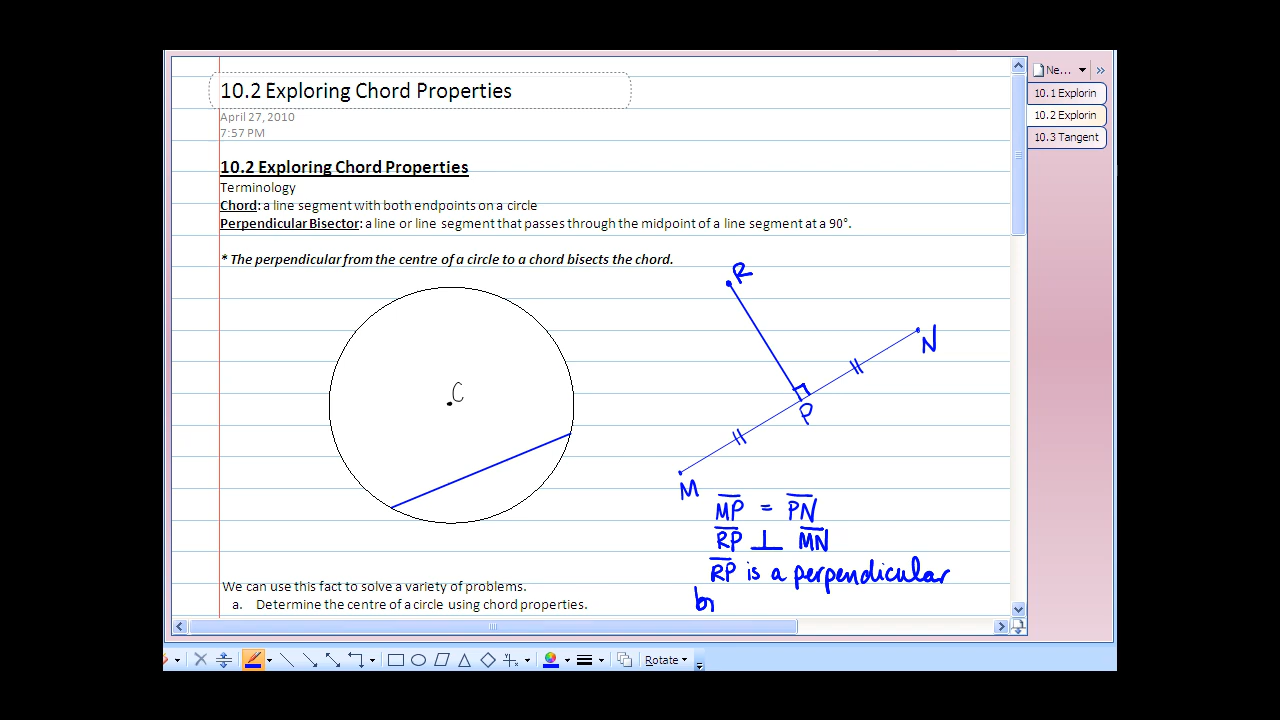 10.2 Exploring Chord Properties
April 27, 2010
7:57 PM
10.2 Exploring Chord Properties
Terminology
Chord: a line segment with both endpoints on a circle
Perpendicular Bisector: a line or line segment that passes through the midpoint of a line segment at a 90°.
* The perpendicular from the centre of a circle to a chord bisects the chord.
C
R
N
P
M
MP = PN
RP ⊥ MN
RP is a perpendicular
bi
We can use this fact to solve a variety of problems.
a. Determine the centre of a circle using chord properties.
Ne...
10.1 Explorin
10.2 Explorin
10.3 Tangent
Rotate